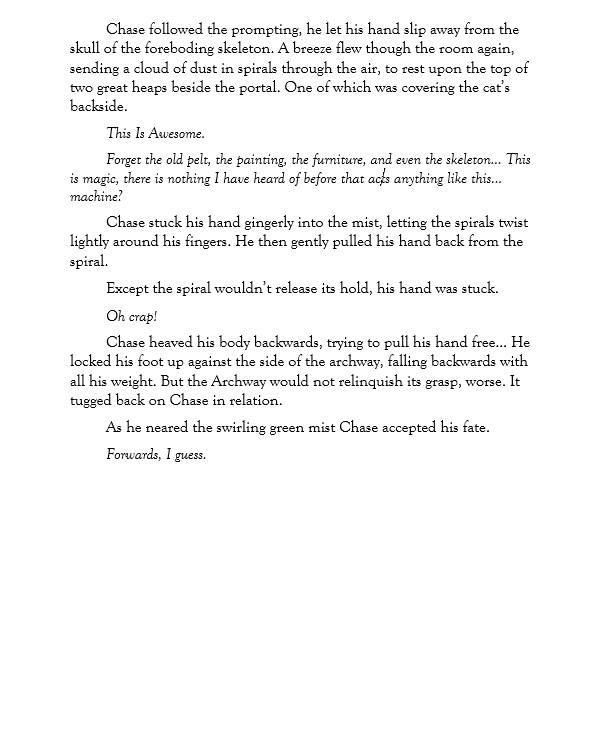 Chase followed the prompting, he let his hand slip away from the
skull of the foreboding skeleton. A breeze flew though the room again,
sending a cloud of dust in spirals through the air, to rest upon the top of
two great heaps beside the portal. One of which was covering the cat's
backside.
This Is Awesome.
Forget the old pelt, the painting, the furniture, and even the skeleton... This
is magic, there is nothing I have heard of before that acts anything like this...
machine?
Chase stuck his hand gingerly into the mist, letting the spirals twist
lightly around his fingers. He then gently pulled his hand back from the
spiral.
Except the spiral wouldn't release its hold, his hand was stuck.
Oh crap!
Chase heaved his body backwards, trying to pull his hand free... He
locked his foot up against the side of the archway, falling backwards with
all his weight. But the Archway would not relinquish its grasp, worse. It
tugged back on Chase in relation.
As he neared the swirling green mist Chase accepted his fate.
Forwards, I guess.